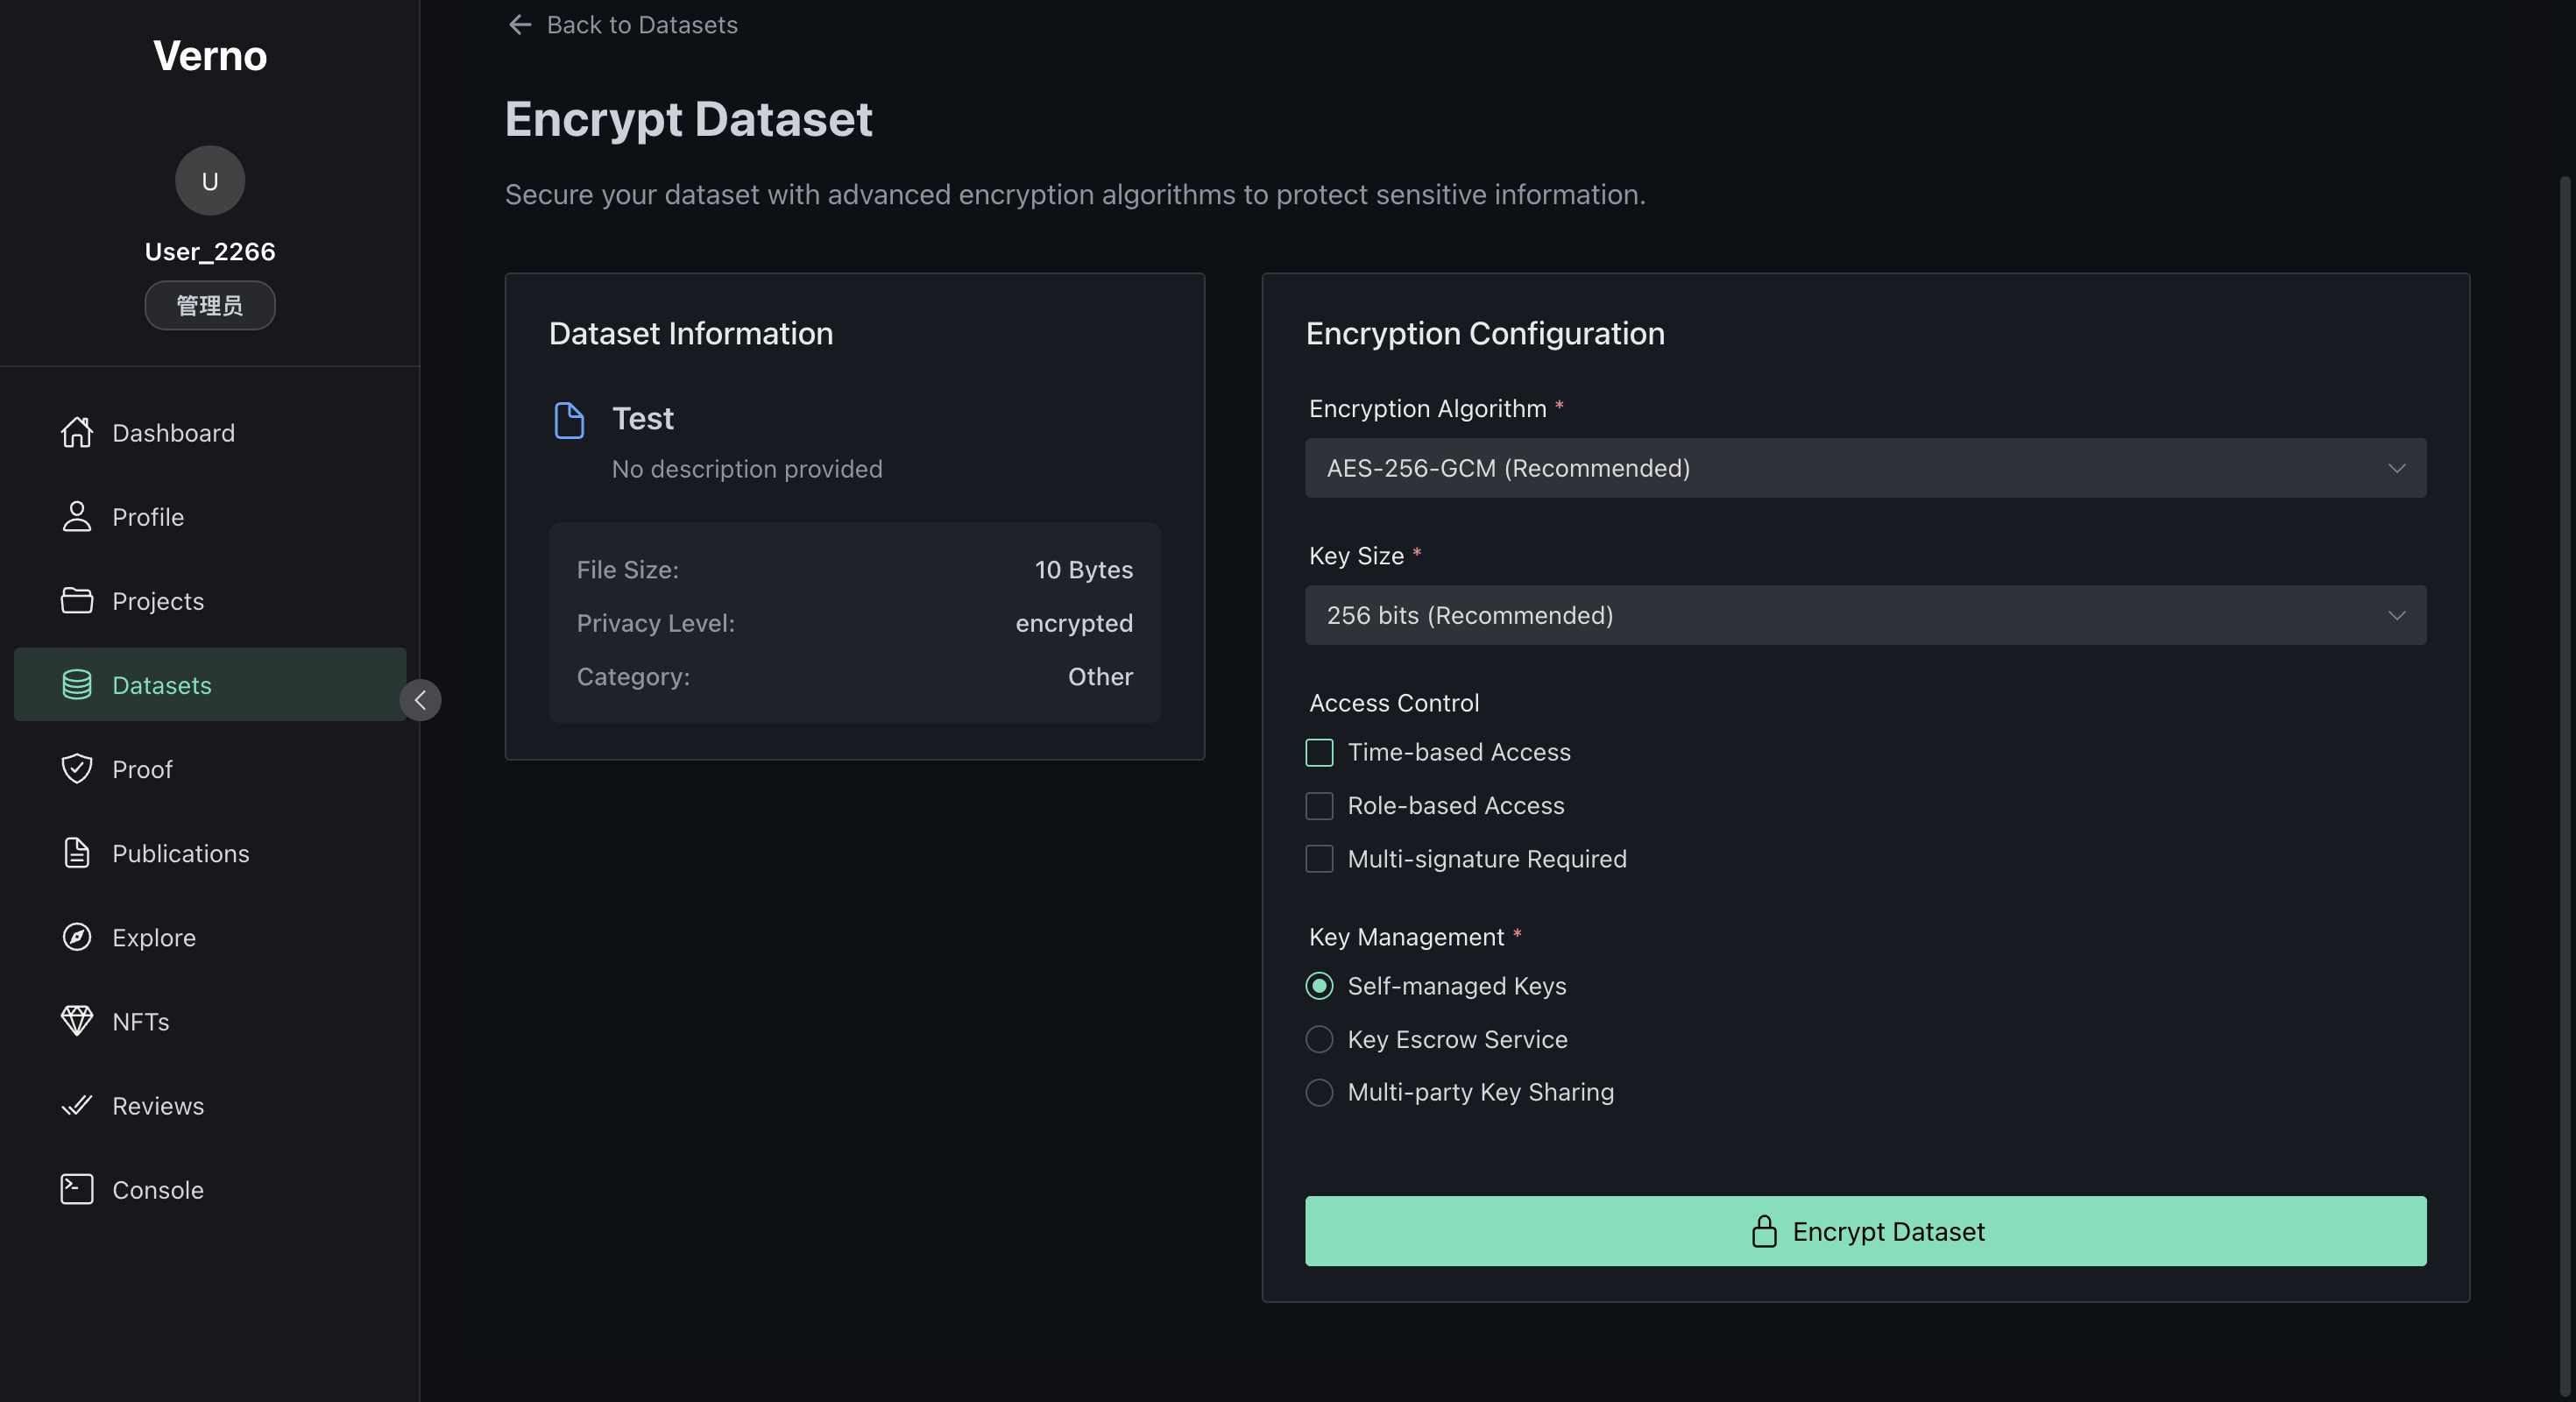 Verno
U
User_2266
管理员
Dashboard
Profile
Projects
Datasets
Proof
Publications
Explore
NFTs
Reviews
Console
Back to Datasets
Encrypt Dataset
Secure your dataset with advanced encryption algorithms to protect sensitive information.
Dataset Information
Test
No description provided
File Size: 10 Bytes
Privacy Level: encrypted
Category: Other
Encryption Configuration
Encryption Algorithm *
AES-256-GCM (Recommended)
Key Size *
256 bits (Recommended)
Access Control
Time-based Access
Role-based Access
Multi-signature Required
Key Management *
Self-managed Keys
Key Escrow Service
Multi-party Key Sharing
Encrypt Dataset